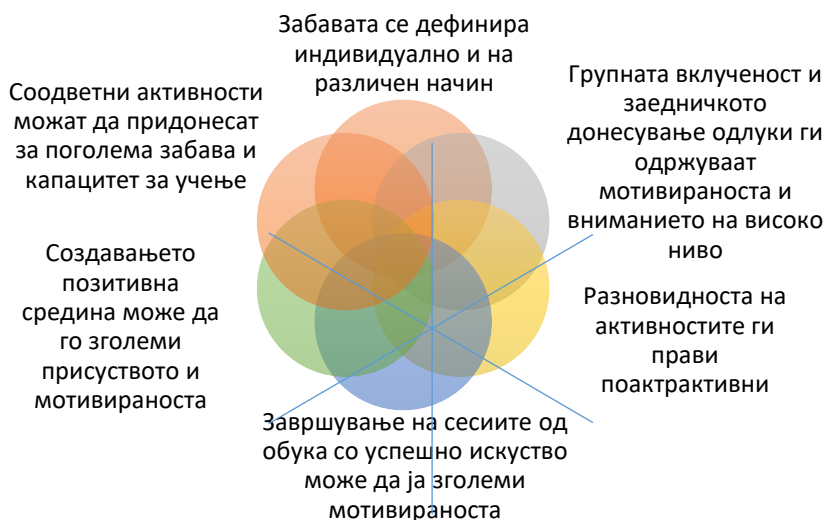 Забавата се дефинира
индивидуално и на
различен начин
Групната вклученост и
заедничкото
донесување одлуки ги
одржуваат
мотивираноста и
вниманието на високо
ниво
Разновидноста на
активностите ги
прави
поактрактивни
Завршување на сесиите од
обука со успешно искуство
може да ја зголеми
мотивираноста
Создавањето
позитивна
средина може да
го зголеми
присуството и
мотивираноста
Соодветни активности
можат да придонесат
за поголема забава и
капацитет за учење